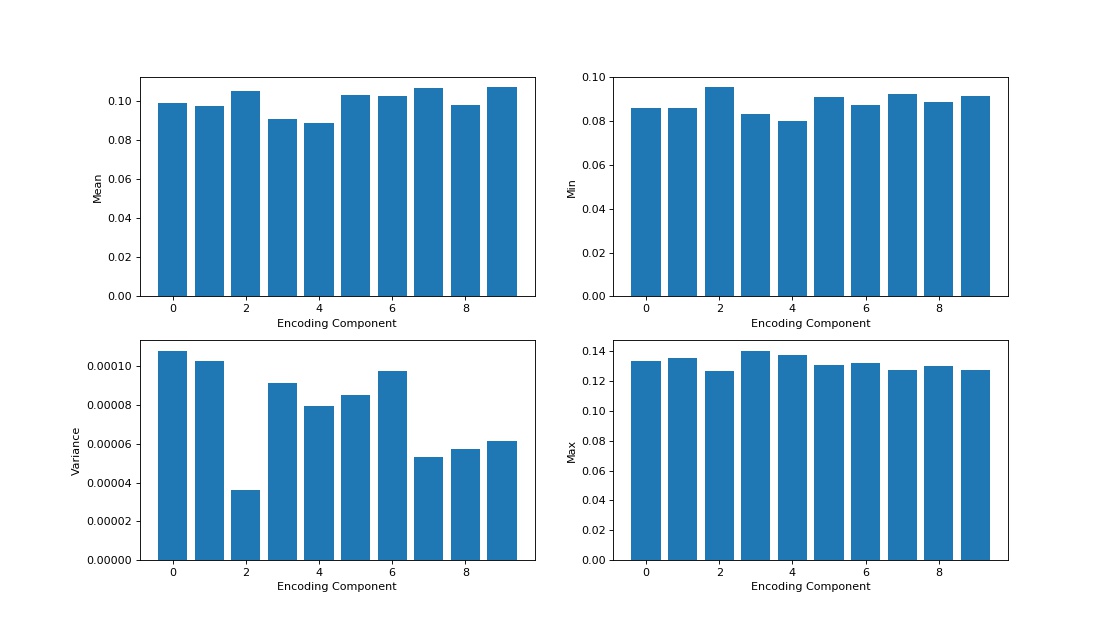 0.10
0.08
0.06
0.04
0.02
0.00
Mean
0 2 4 6 8
Encoding Component
0.10
0.08
0.06
0.04
0.02
0.00
Min
0 2 4 6 8
Encoding Component
0.00010
0.00008
0.00006
0.00004
0.00002
0.00000
Variance
0 2 4 6 8
Encoding Component
0.14
0.12
0.10
0.08
0.06
0.04
0.02
0.00
Max
0 2 4 6 8
Encoding Component